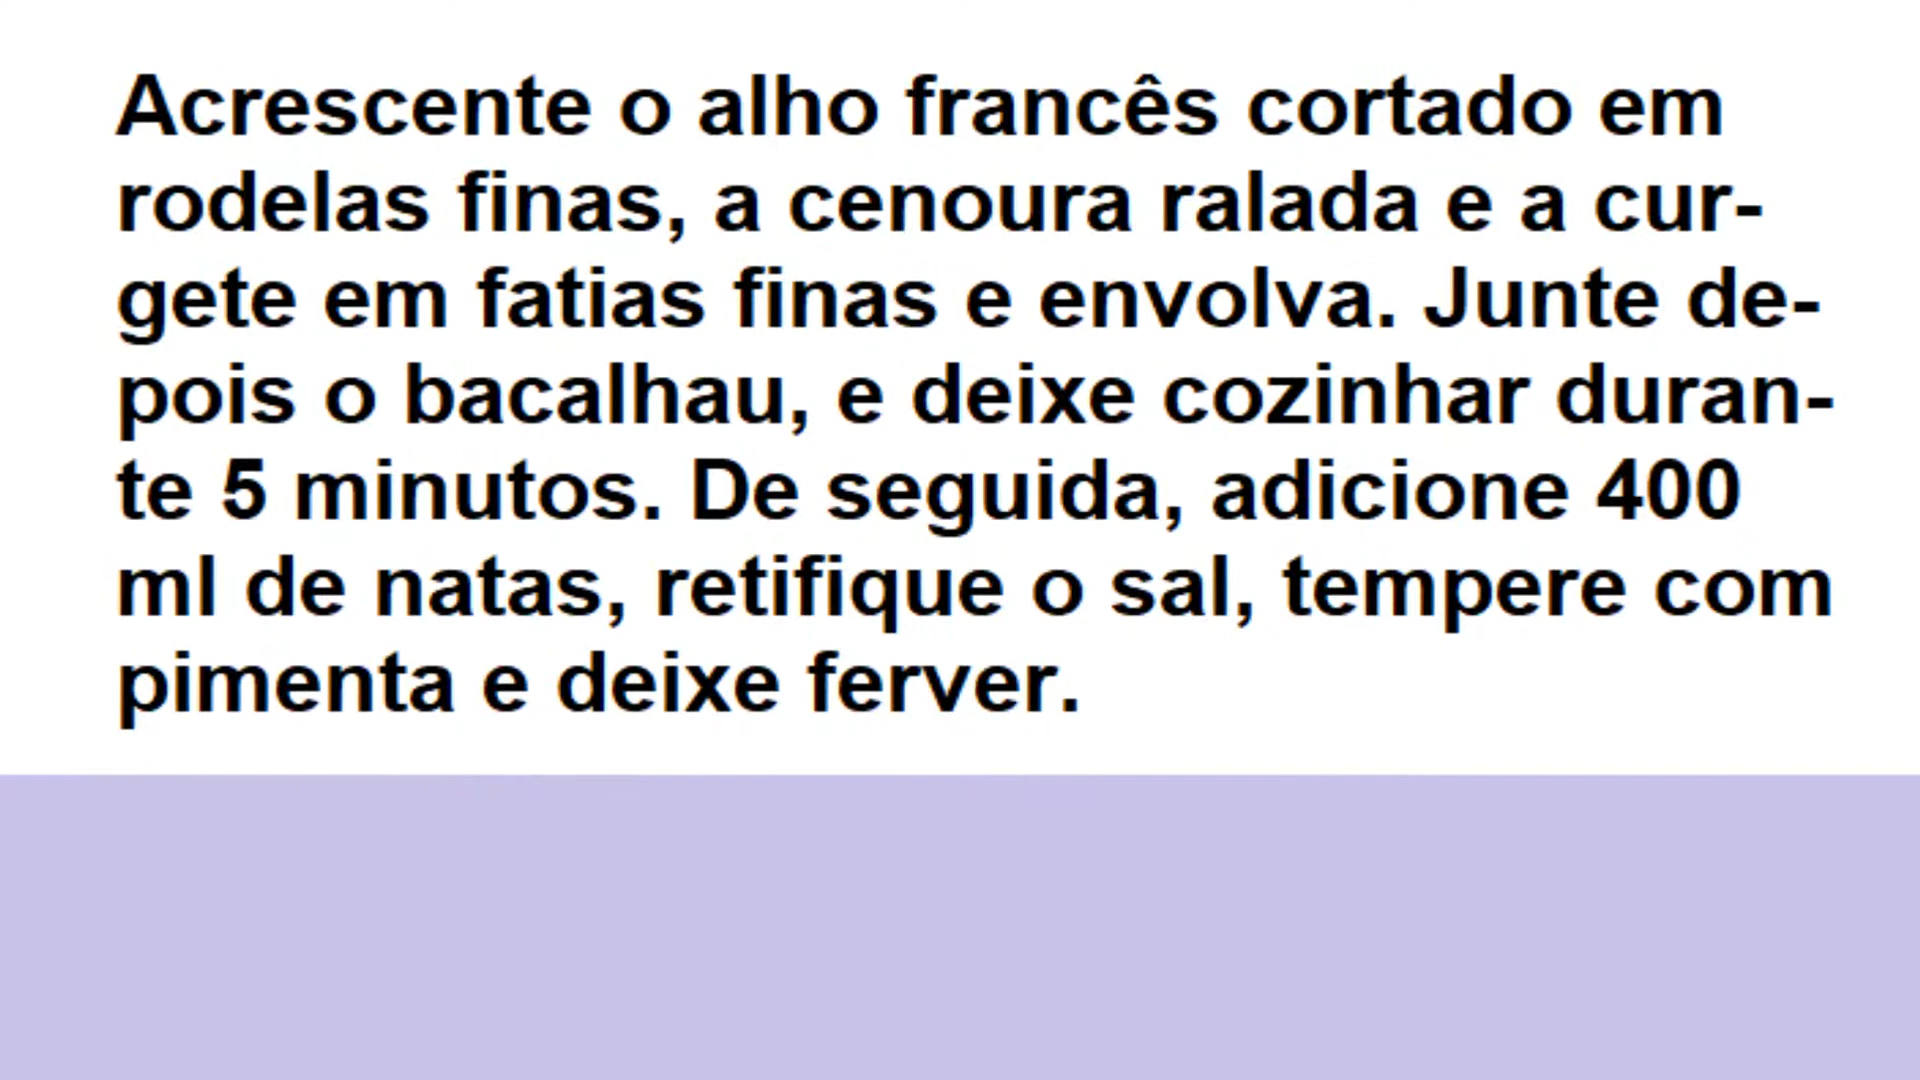 Acrescente o alho francês cortado em
rodelas finas, a cenoura ralada e a cur-
gete em fatias finas e envolva. Junte de-
pois o bacalhau, e deixe cozinhar duran-
te 5 minutos. De seguida, adicione 400
ml de natas, retifique o sal, tempere com
pimenta e deixe ferver.